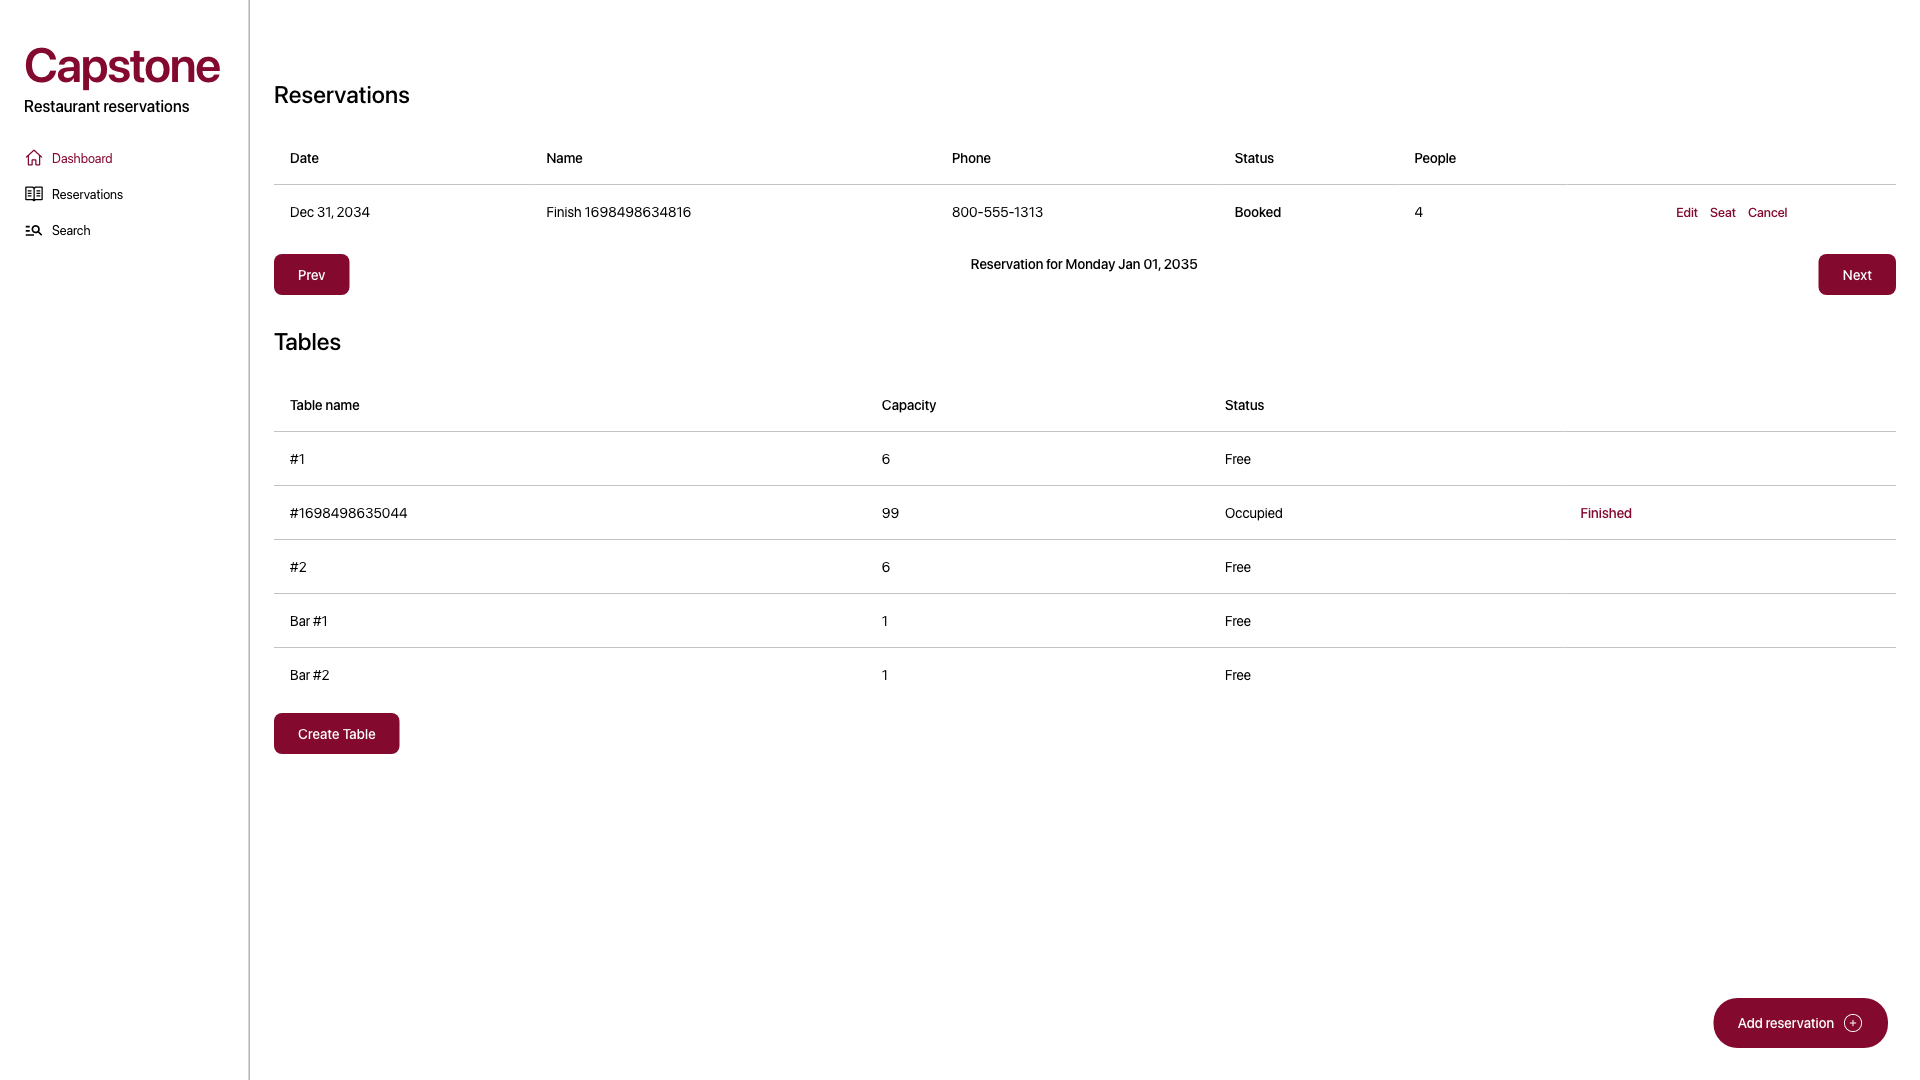 Capstone
Restaurant reservations
Dashboard
Reservations
Search
Reservations
Date Name Phone Status People
Dec 31, 2034 Finish 1698498634816 800-555-1313 Booked 4 Edit Seat Cancel
Prev Reservation for Monday Jan 01, 2035 Next
Tables
Table name Capacity Status
#1 6 Free
#1698498635044 99 Occupied Finished
#2 6 Free
Bar #1 1 Free
Bar #2 1 Free
Create Table
Add reservation